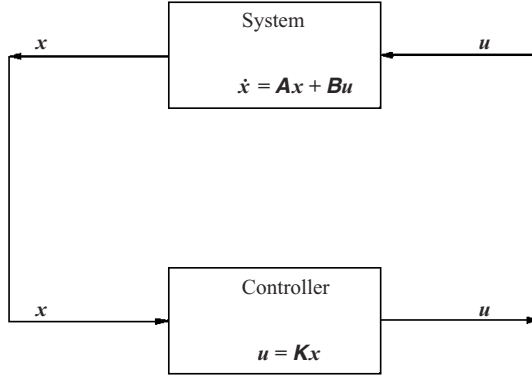 System
x
u
ẋ = Ax + Bu
Controller
x
u
u = Kx